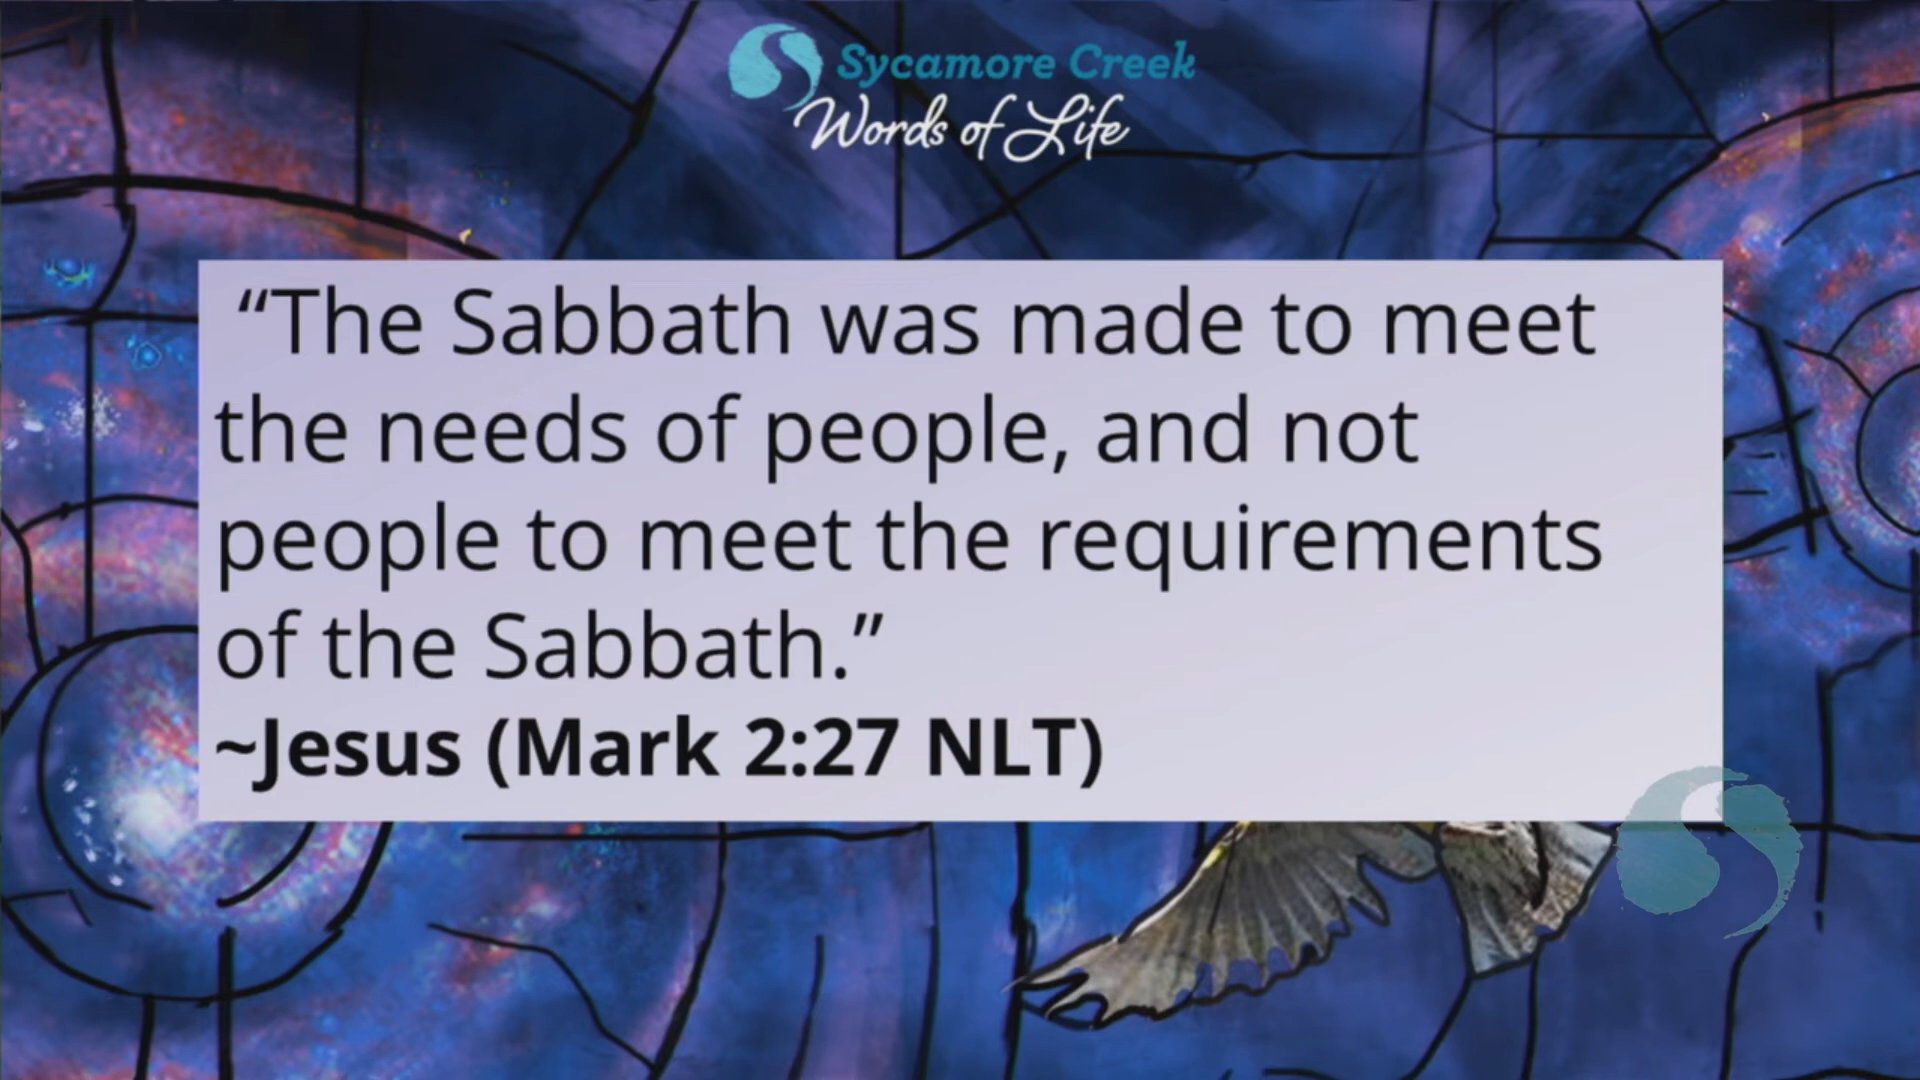 Sycamore Creek
Words of Life
“The Sabbath was made to meet
the needs of people, and not
people to meet the requirements
of the Sabbath.”
~Jesus (Mark 2:27 NLT)